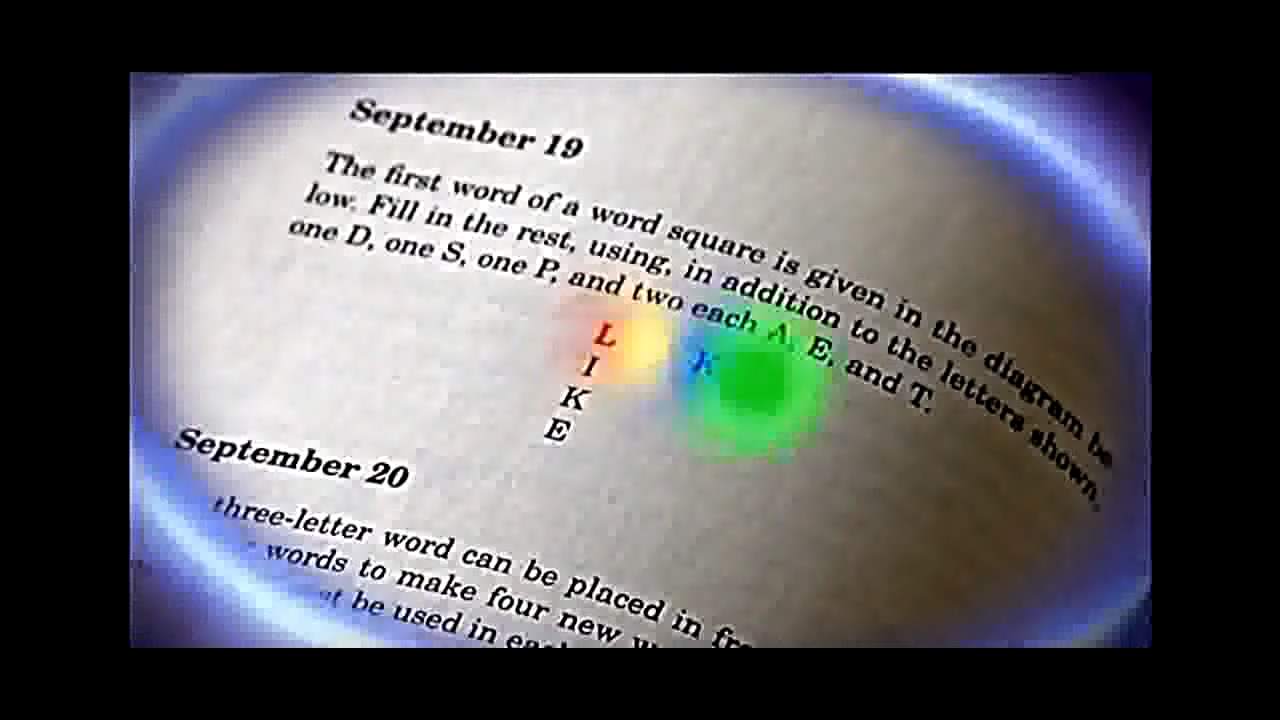 September 19
The first word of a word square is given in the diagram be
low. Fill in the rest, using, in addition to the letters shown,
one D, one S, one P, and two each A, E, and T.
L
K
I
K
E
September 20
three-letter word can be placed in
words to make four new
be used in